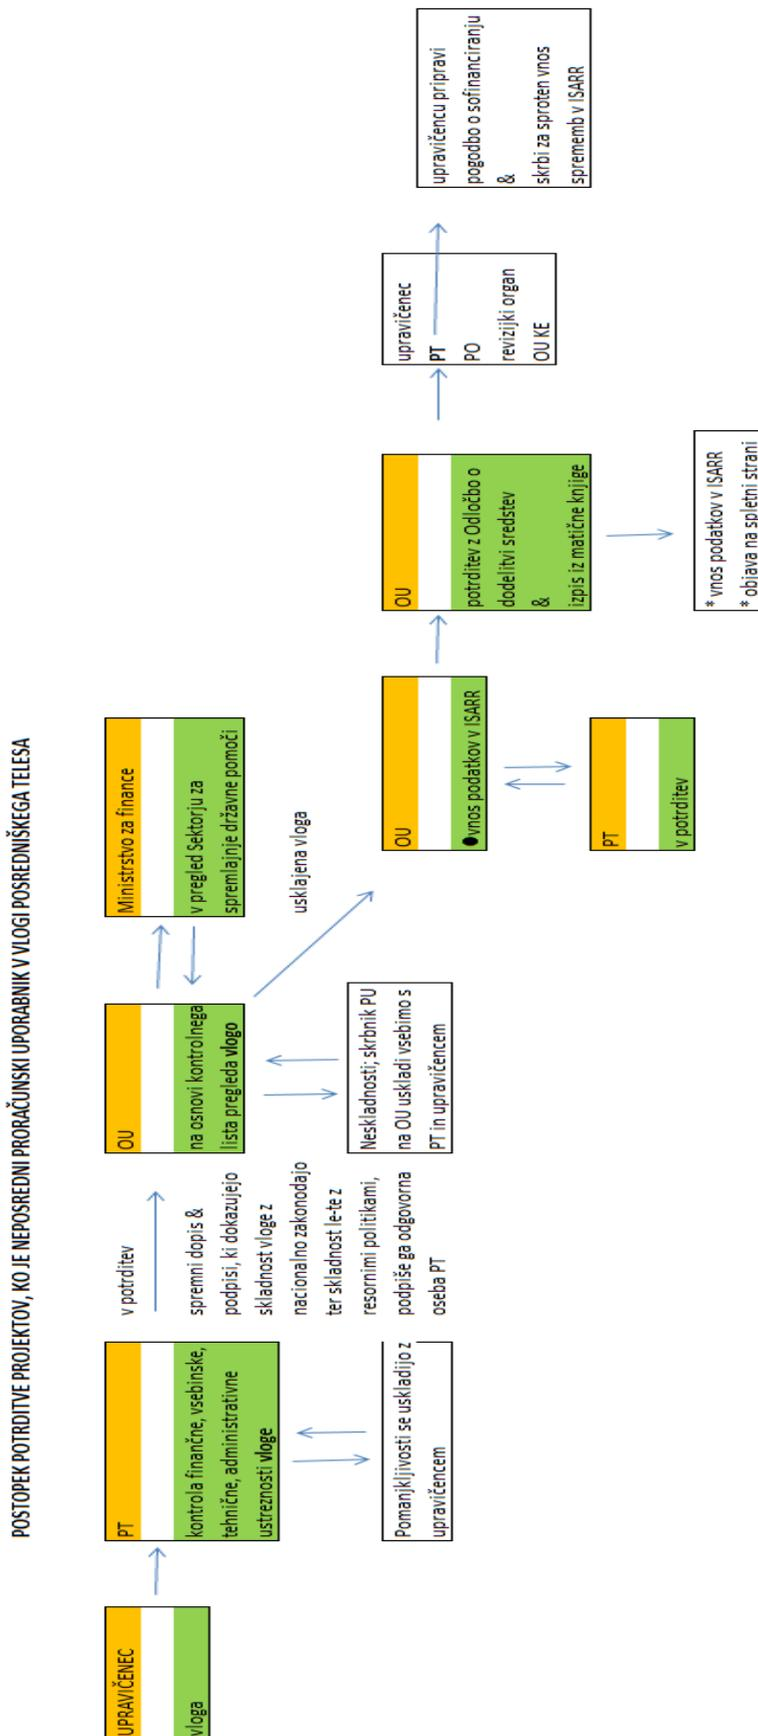 POSTOPEK POTRDITVE PROJEKTOV, KO JE NEPOSREDNI PRORAČUNSKI UPORABNIK V VLOGI POSREDNIŠKEGA TELESA
UPRAVIČENEC
vloga
PT
kontrola finančne, vsebinske,
tehnične, administrativne
ustreznosti vloge
Pomanjkljivosti se uskladijo z
upravičencem
v potrditev
spremni dopis &
podpisi, ki dokazujejo
skladnost vloge z
nacionalno zakonodajo
ter skladnost le-te z
resornimi politikami,
podpiše ga odgovorna
oseba PT
OU
na osnovi kontrolnega
lista pregleda vlogo
Neskladnosti; skrbnik PU
na OU uskladi vsebimo s
PT in upravičencem
Ministrstvo za finance
v pregled Sektorju za
spremlajnje državne pomoči
usklajena vloga
OU
●vnos podatkov v ISARR
PT
v potrditev
OU
potrditev z Odločbo o
dodelitvi sredstev
&
izpis iz matične knjige
* vnos podatkov v ISARR
* objava na spletni strani
upravičenec
PT
PO
revizijki organ
OU KE
upravičencu pripravi
pogodbo o sofinanciranju
&
skrbi za sproten vnos
sprememb v ISARR